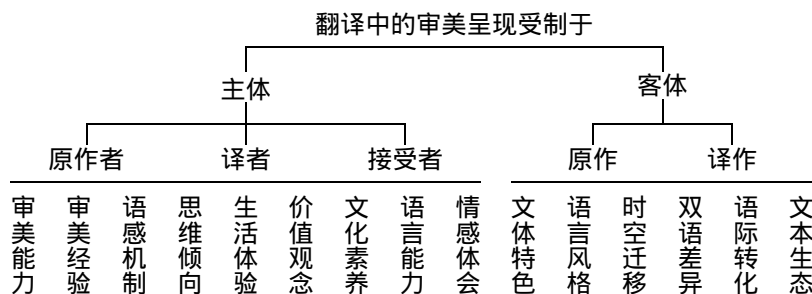 翻译中的审美呈现受制于
主体
客体
原作者
译者
接受者
原作
译作
审美能力
审美经验
语感机制
思维倾向
生活体验
价值观念
文化素养
语言能力
情感体会
文体特色
语言风格
时空迁移
双语差异
语际转化
文本生态